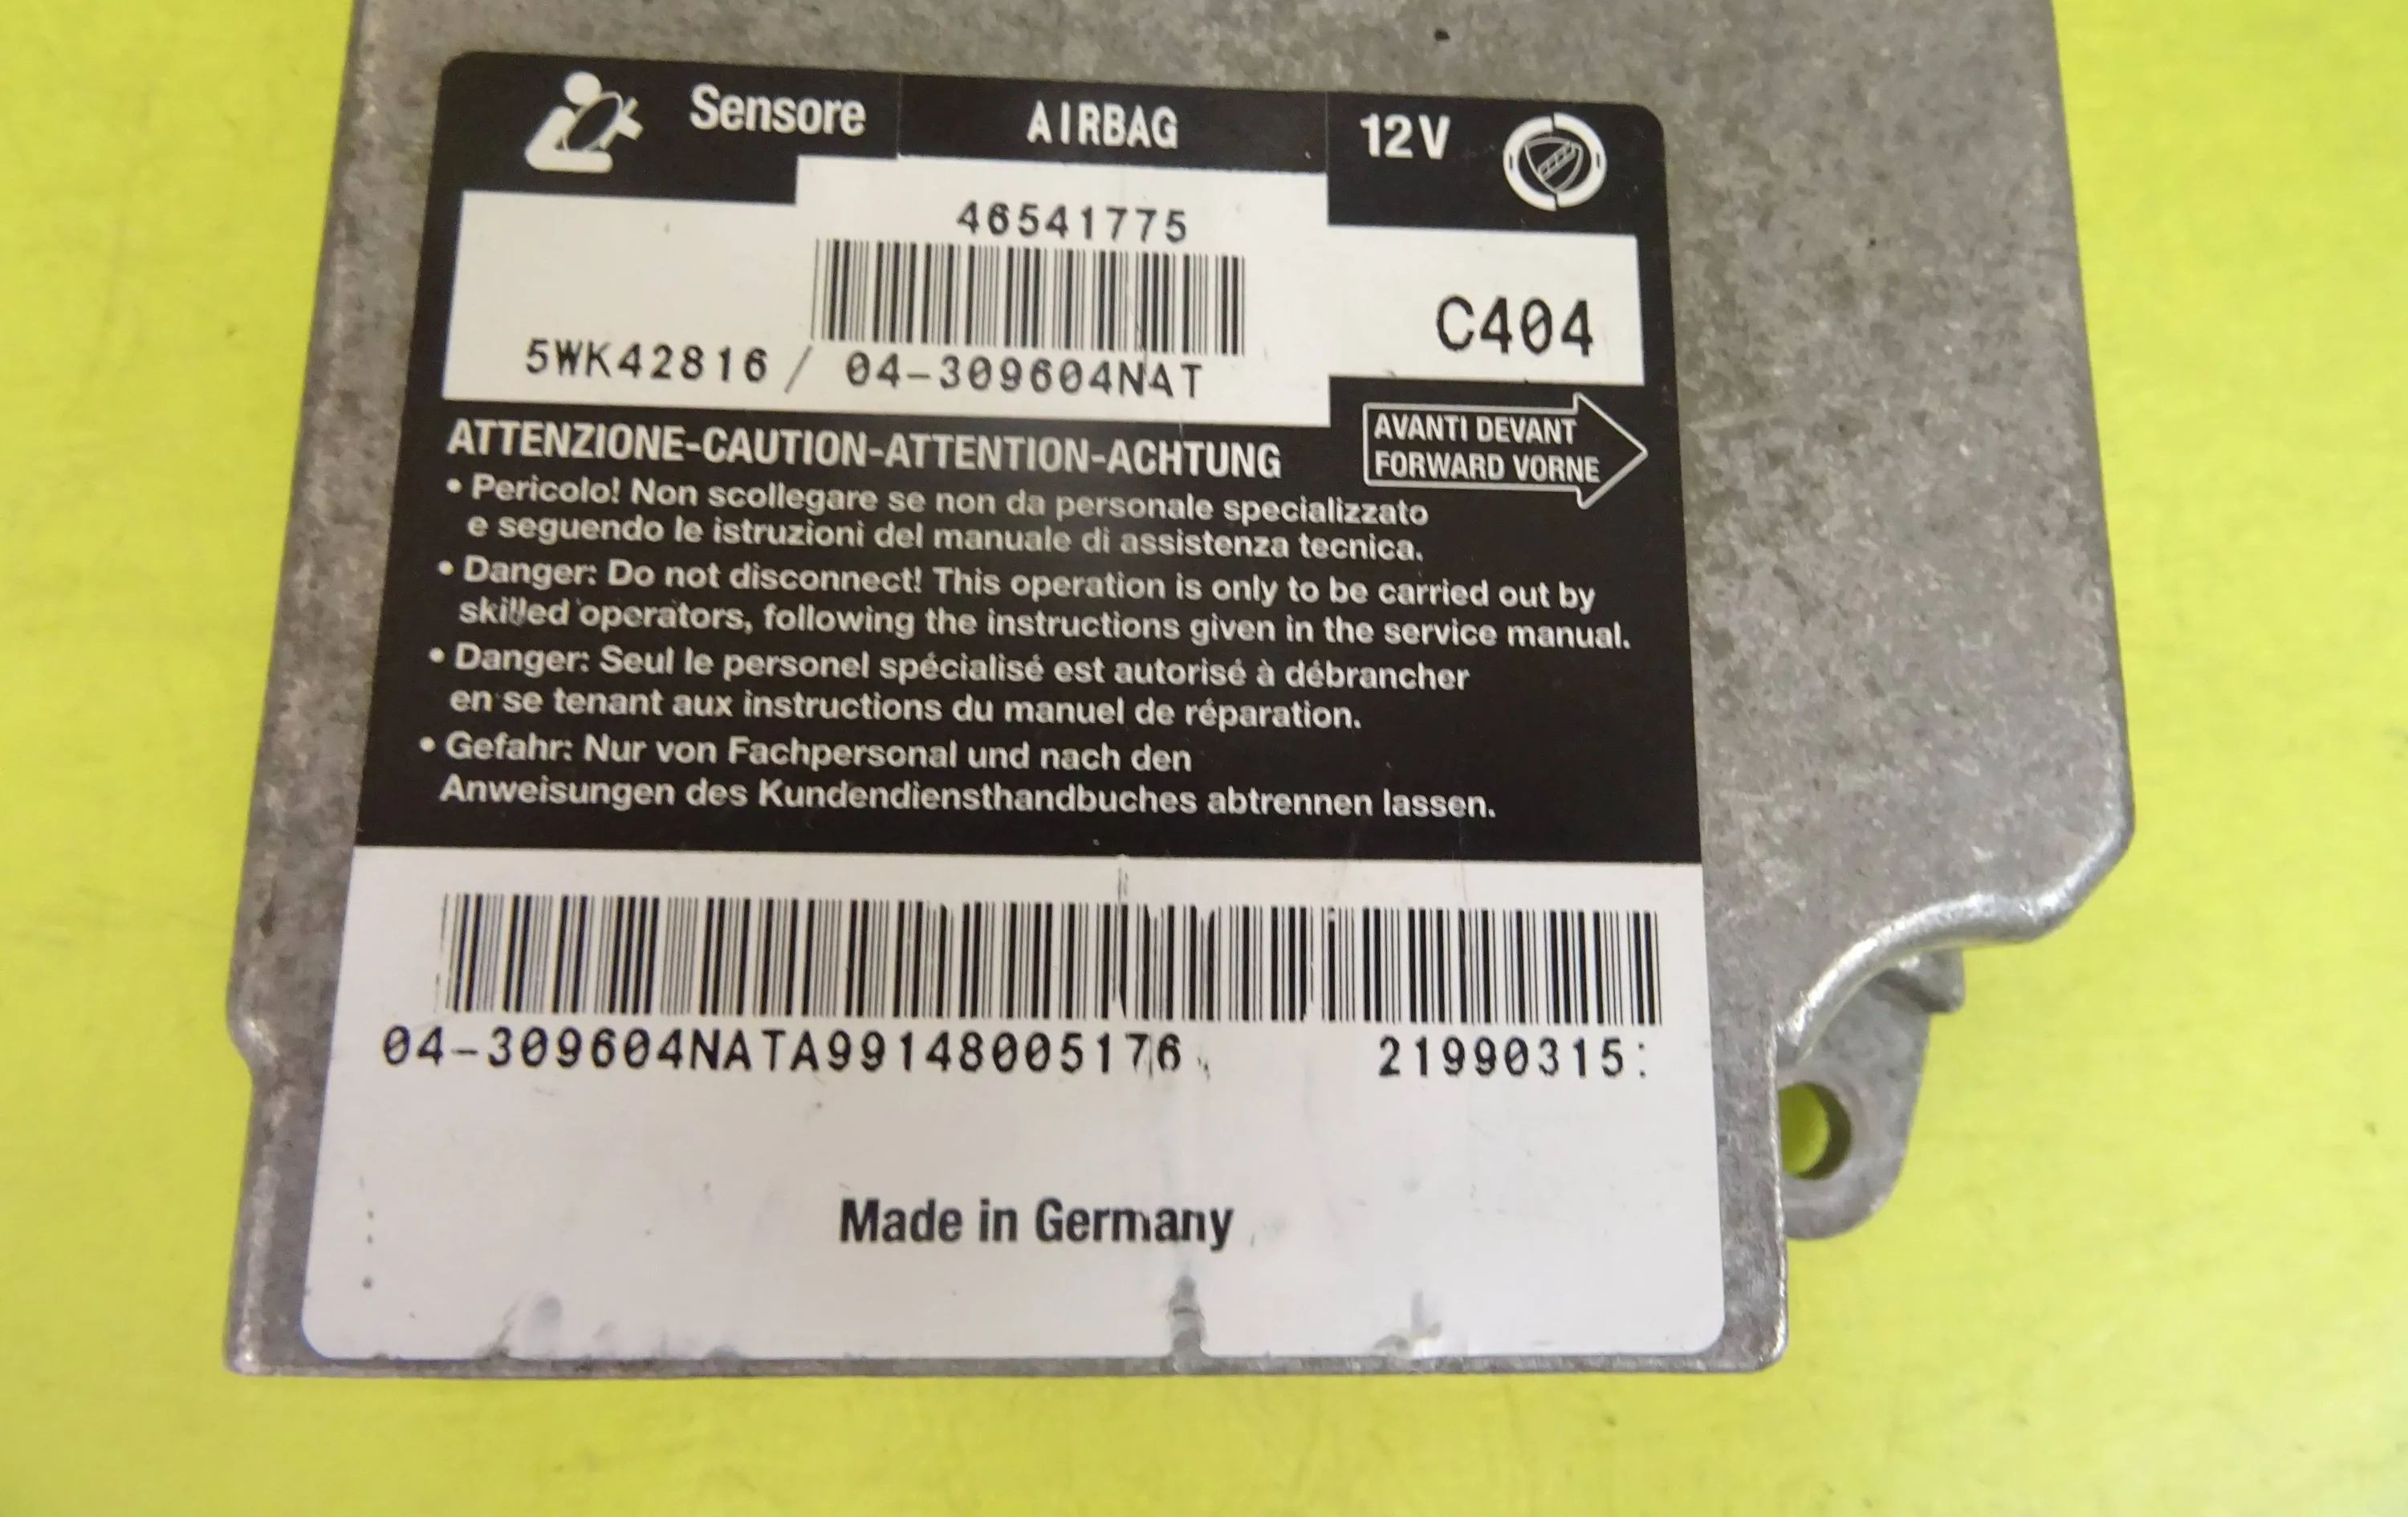 Sensore AIRBAG 12V
46541775
C404
5WK42816 / 04-309604NAT
ATTENZIONE-CAUTION-ATTENTION-ACHTUNG
AVANTI DEVANT
FORWARD VORNE
• Pericolo! Non scollegare se non da personale specializzato
e seguendo le istruzioni del manuale di assistenza tecnica.
• Danger: Do not disconnect! This operation is only to be carried out by
skilled operators, following the instructions given in the service manual.
• Danger: Seul le personel spécialisé est autorisé à débrancher
en se tenant aux instructions du manuel de réparation.
• Gefahr: Nur von Fachpersonal und nach den
Anweisungen des Kundendiensthandbuches abtrennen lassen.
04-309604NATA99148005176 21990315:
Made in Germany